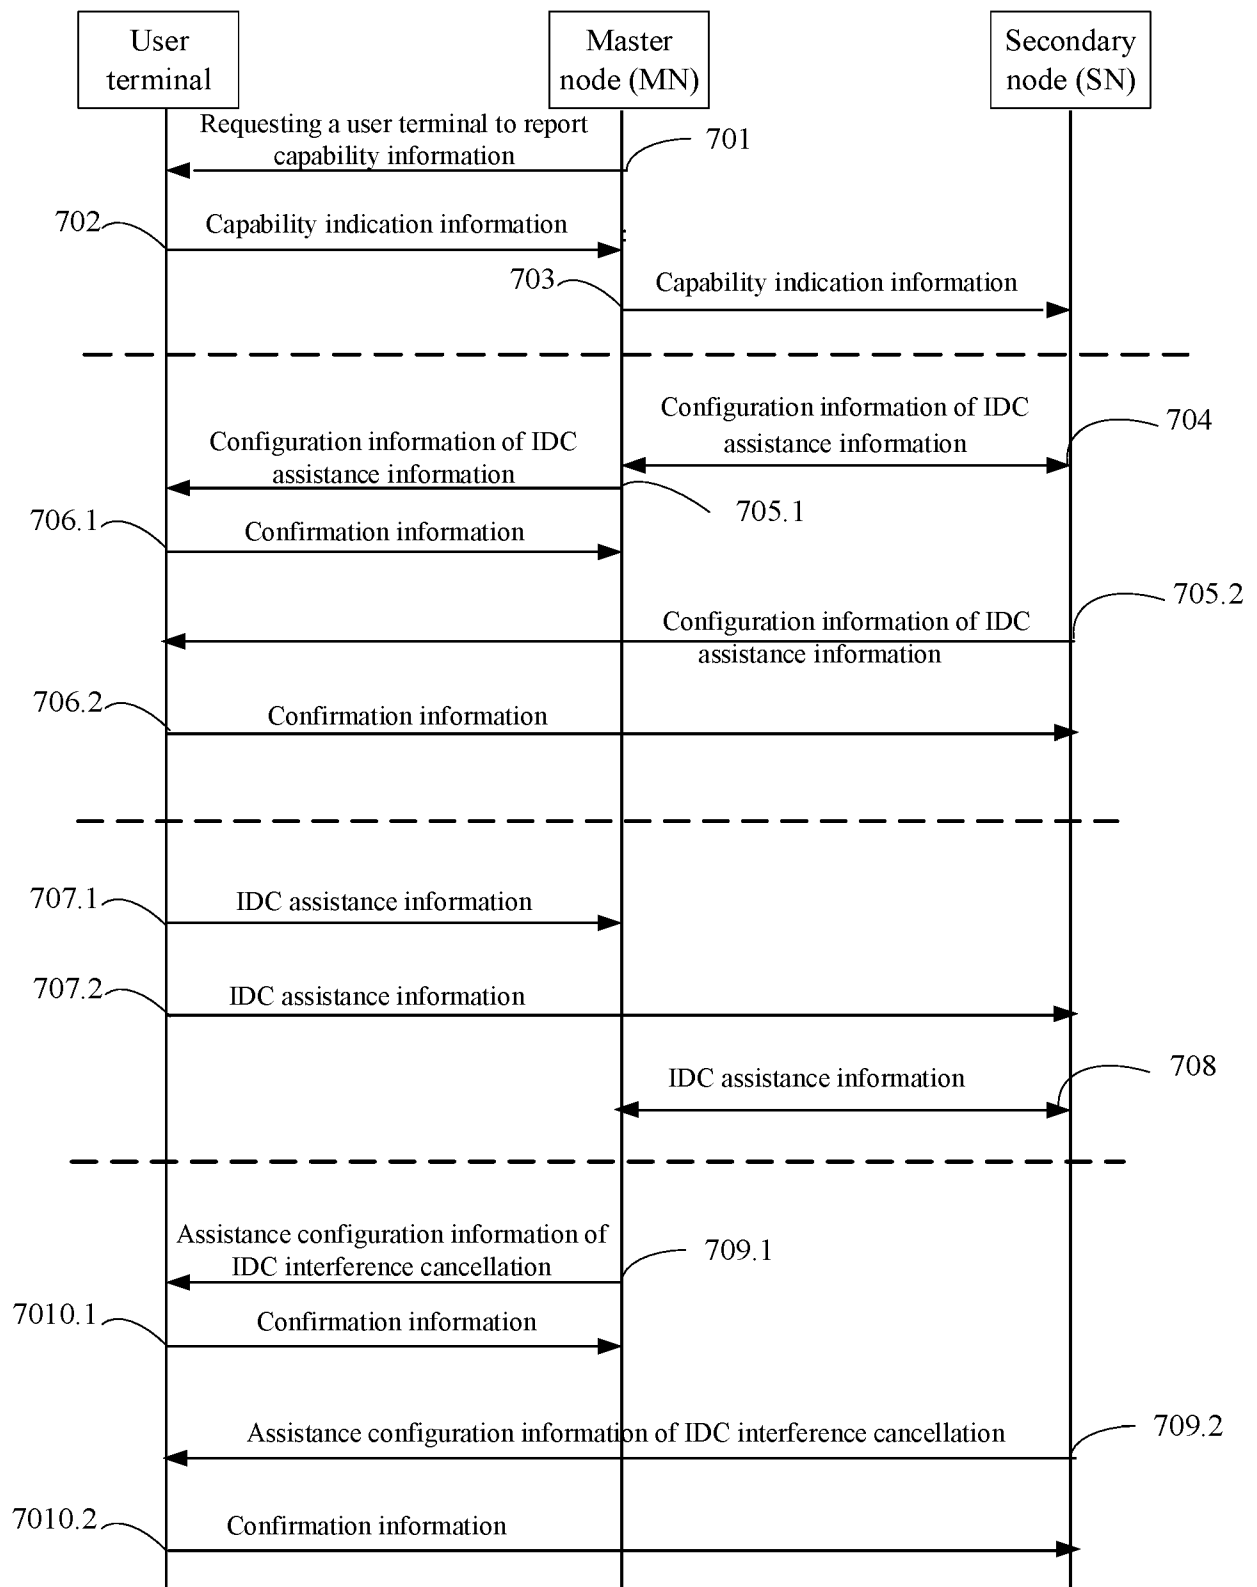 User
terminal
Master
node (MN)
Secondary
node (SN)
Requesting a user terminal to report
capability information
701
702
Capability indication information
703
Capability indication information
Configuration information of IDC
assistance information
704
Configuration information of IDC
assistance information
705.1
706.1
Confirmation information
705.2
Configuration information of IDC
assistance information
706.2
Confirmation information
707.1
IDC assistance information
707.2
IDC assistance information
IDC assistance information
708
Assistance configuration information of
IDC interference cancellation
709.1
7010.1
Confirmation information
Assistance configuration information of IDC interference cancellation
709.2
7010.2
Confirmation information